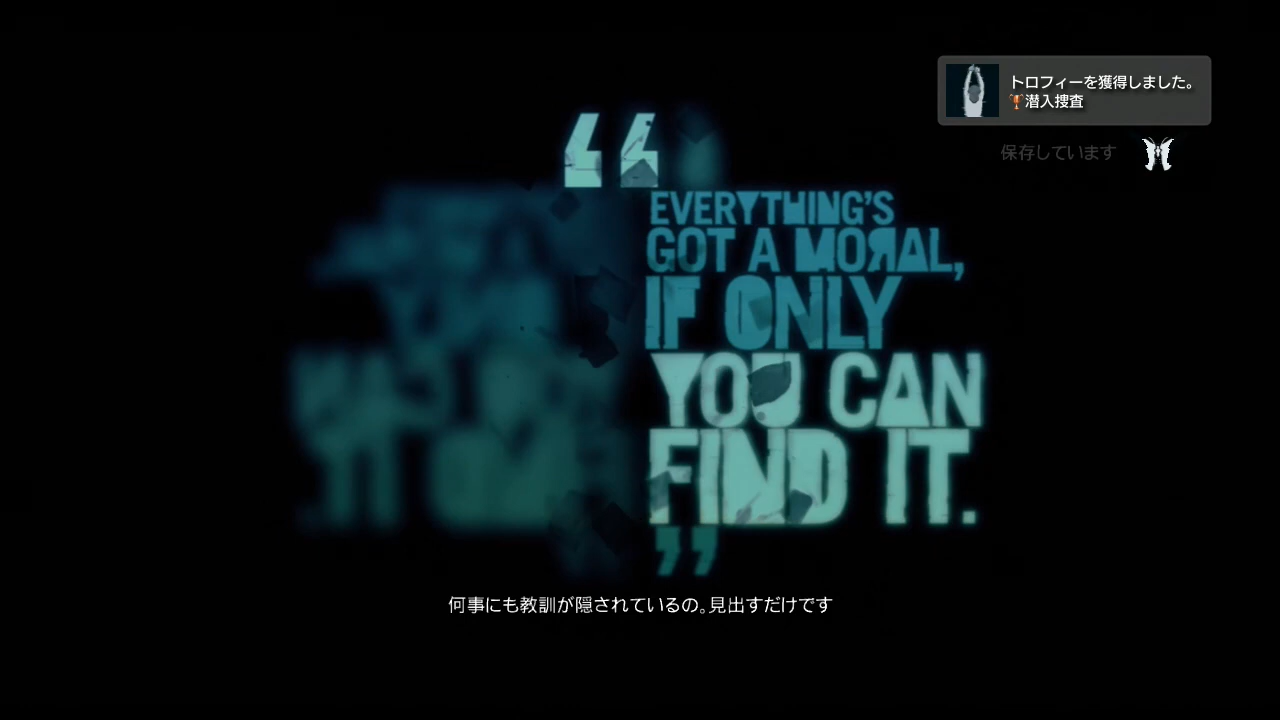 トロフィーを獲得しました。
潜入捜査
保存しています
“
EVERYTHING'S
GOT A MORAL,
IF ONLY
YOU CAN
FIND IT.
”
何事にも教訓が隠されているの。見出すだけです